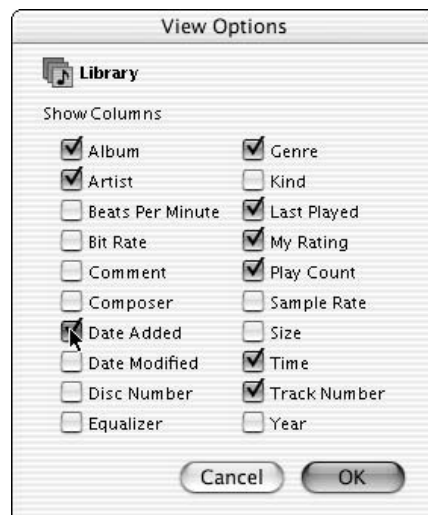 View Options
Library
Show Columns
Album
Artist
Beats Per Minute
Bit Rate
Comment
Composer
Date Added
Date Modified
Disc Number
Equalizer
Genre
Kind
Last Played
My Rating
Play Count
Sample Rate
Size
Time
Track Number
Year
Cancel
OK